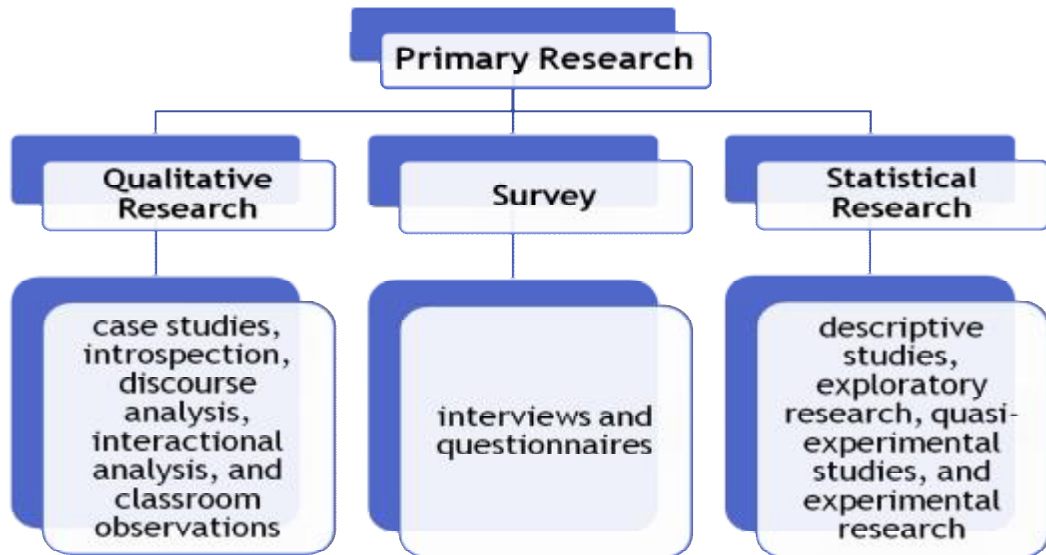 Primary Research
Qualitative
Research
Survey
Statistical
Research
case studies,
introspection,
discourse
analysis,
interactional
analysis, and
classroom
observations
interviews and
questionnaires
descriptive
studies,
exploratory
research, quasi-
experimental
studies, and
experimental
research